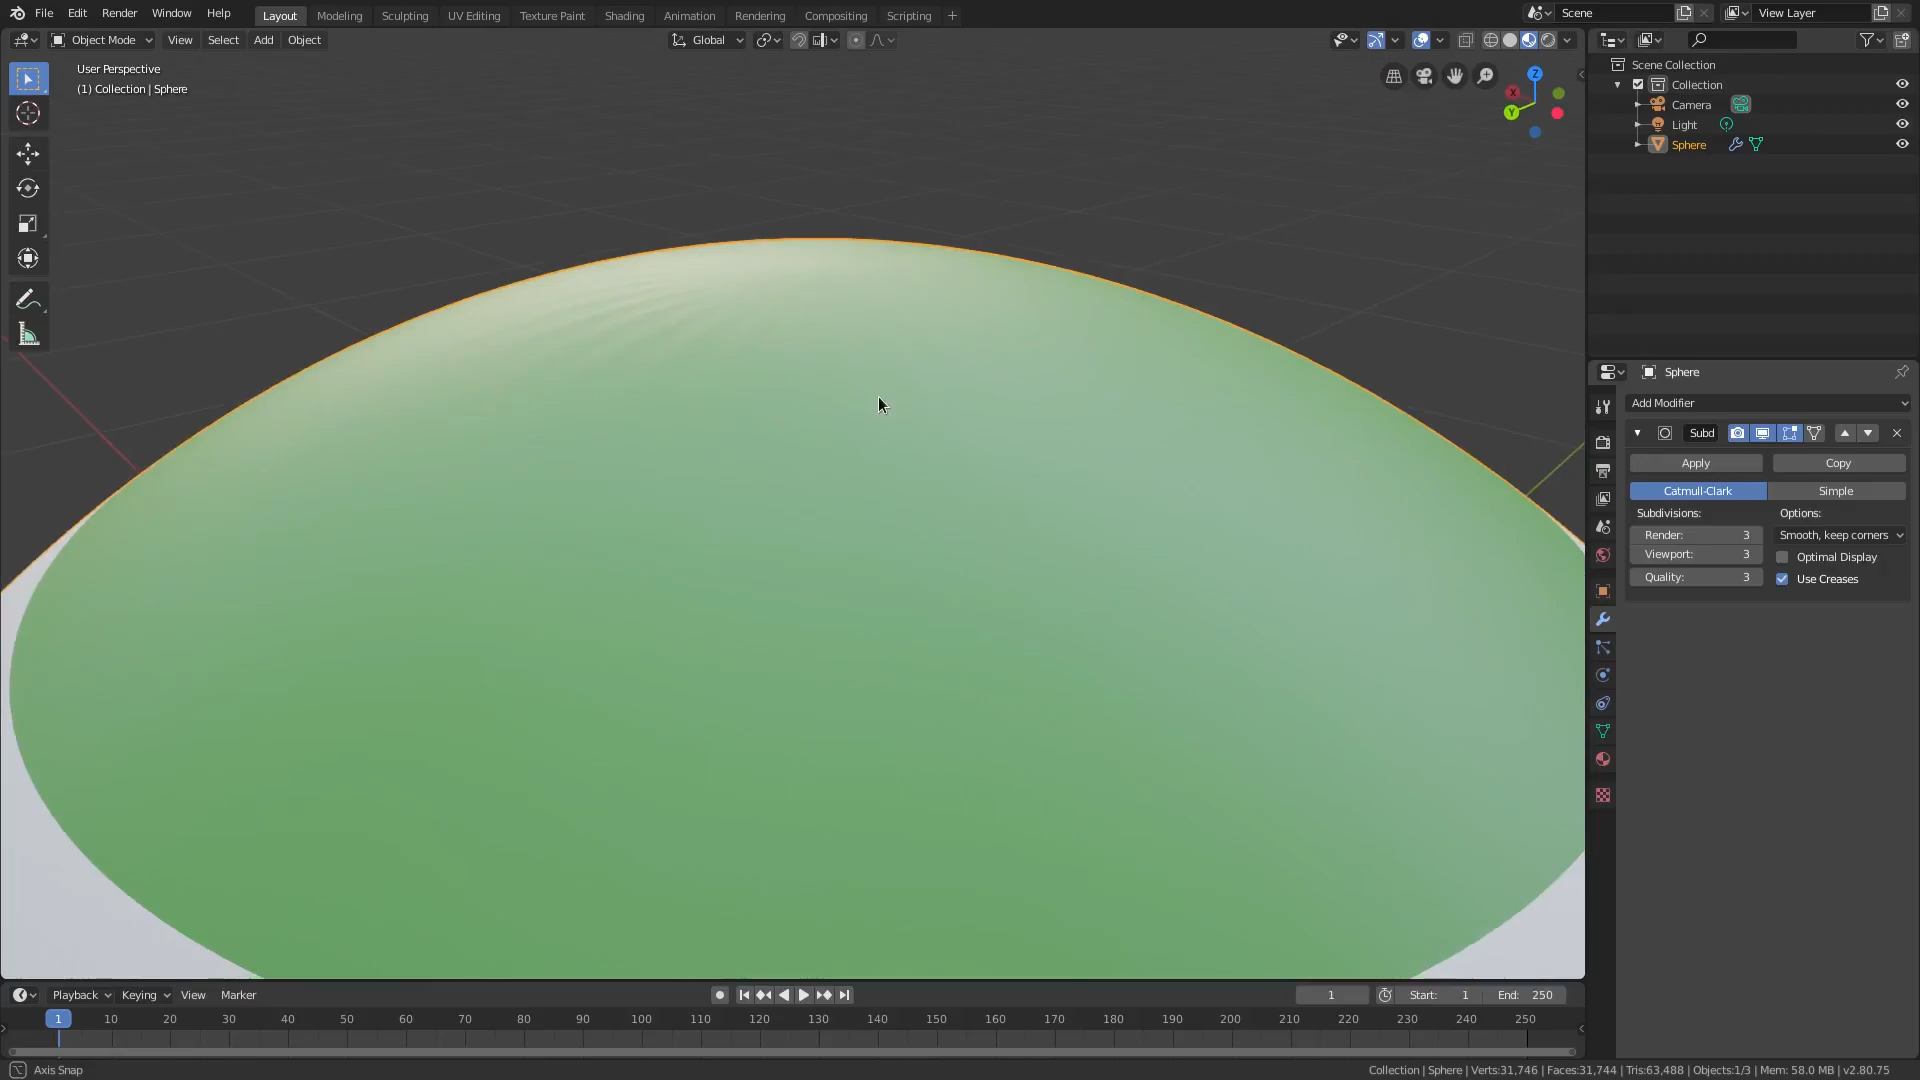 File Edit Render Window Help
Layout Modeling Sculpting UV Editing Texture Paint Shading Animation Rendering Compositing Scripting +
Scene
View Layer
Object Mode View Select Add Object
Global
User Perspective
(1) Collection | Sphere
Z
X
Y
Scene Collection
Collection
Camera
Light
Sphere
Sphere
Add Modifier
Subd
Apply Copy
Catmull-Clark Simple
Subdivisions: Options:
Render: 3 Smooth, keep corners
Viewport: 3 Optimal Display
Quality: 3 Use Creases
Playback Keying View Marker
1 Start: 1 End: 250
1 10 20 30 40 50 60 70 80 90 100 110 120 130 140 150 160 170 180 190 200 210 220 230 240 250
Axis Snap
Collection | Sphere | Verts:31,746 | Faces:31,744 | Tris:63,488 | Objects:1/3 | Mem: 58.0 MB | v2.80.75